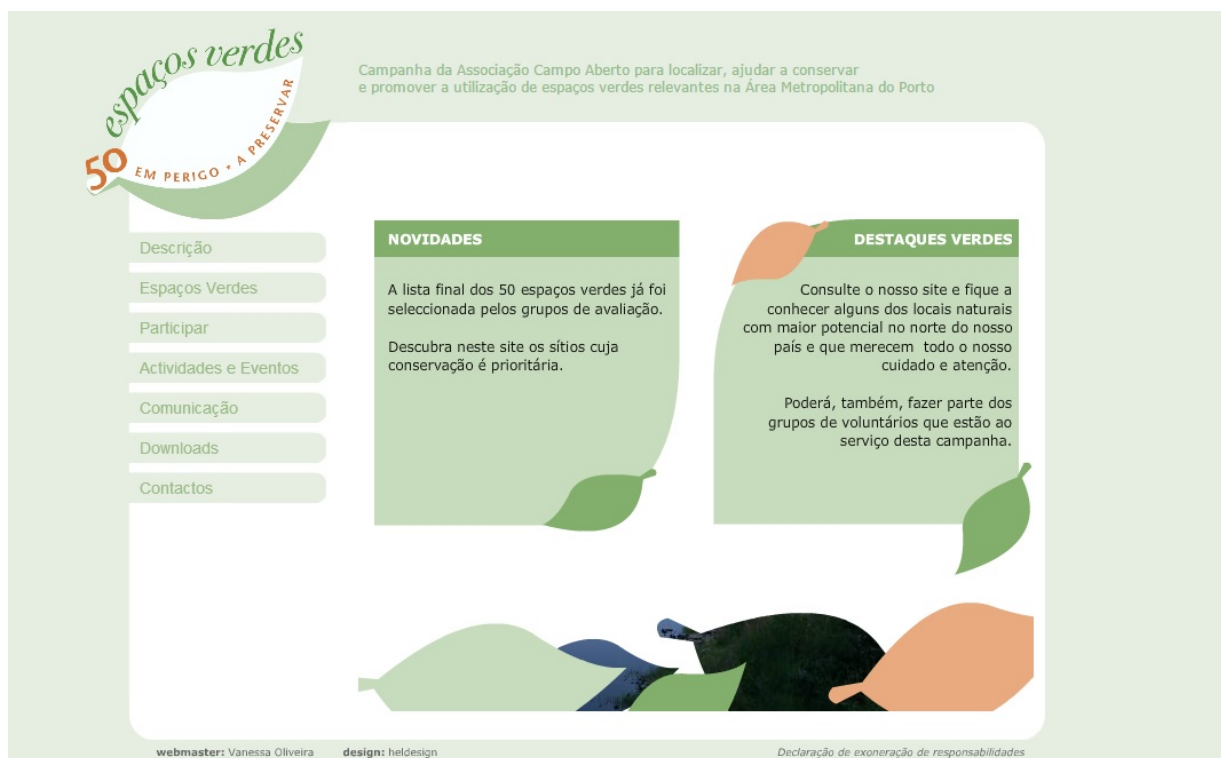 espaços verdes
50 EM PERIGO • A PRESERVAR
Campanha da Associação Campo Aberto para localizar, ajudar a conservar
e promover a utilização de espaços verdes relevantes na Área Metropolitana do Porto
Descrição
Espaços Verdes
Participar
Actividades e Eventos
Comunicação
Downloads
Contactos
NOVIDADES
A lista final dos 50 espaços verdes já foi
seleccionada pelos grupos de avaliação.
Descubra neste site os sítios cuja
conservação é prioritária.
DESTAQUES VERDES
Consulte o nosso site e fique a
conhecer alguns dos locais naturais
com maior potencial no norte do nosso
país e que merecem todo o nosso
cuidado e atenção.
Poderá, também, fazer parte dos
grupos de voluntários que estão ao
serviço desta campanha.
webmaster: Vanessa Oliveira design: heldesign Declaração de exoneração de responsabilidades